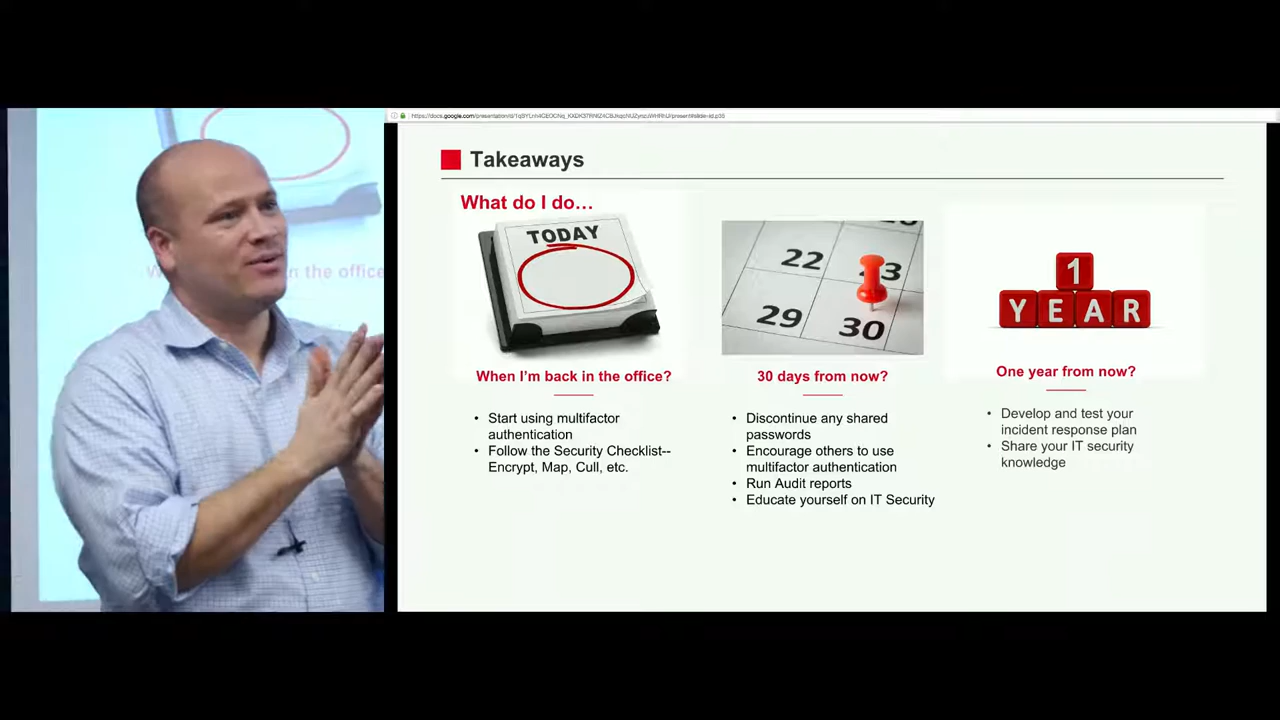 Takeaways
What do I do…
TODAY
22
29
30
1
YEAR
When I'm back in the office?
30 days from now?
One year from now?
• Start using multifactor
authentication
• Follow the Security Checklist--
Encrypt, Map, Cull, etc.
• Discontinue any shared
passwords
• Encourage others to use
multifactor authentication
• Run Audit reports
• Educate yourself on IT Security
• Develop and test your
incident response plan
• Share your IT security
knowledge
in the office